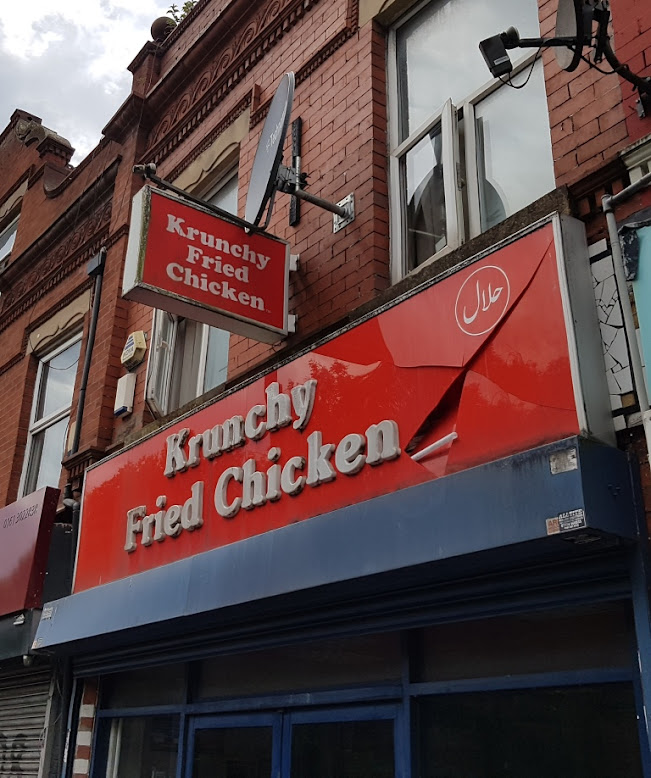 Krunchy
Fried
Chicken
حلال
Krunchy
Fried Chicken